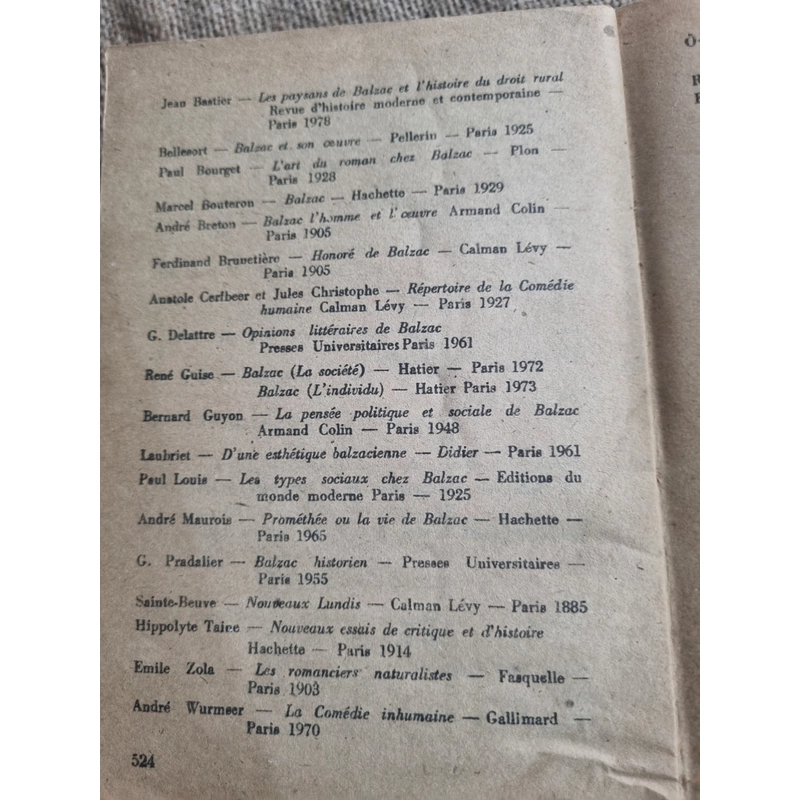 Jean Bastier — Les paysans de Balzac et l'histoire du droit rural
Revue d'histoire moderne et contemporaine —
Paris 1978
Bellesort — Balzac et son œuvre — Pellerin — Paris 1925
Paul Bourget — L'art du roman chez Balzac — Plon —
Paris 1928
Marcel Bouteron — Balzac — Hachette — Paris 1929
André Breton — Balzac l'homme et l'œuvre Armand Colin —
Paris 1905
Ferdinand Brunetière — Honoré de Balzac — Calman Lévy —
Paris 1905
Anatole Cerfbeer et Jules Christophe — Répertoire de la Comédie
humaine Calman Lévy — Paris 1927
G. Delattre — Opinions littéraires de Balzac
Presses Universitaires Paris 1961
René Guise — Balzac (La société) — Hatier — Paris 1972
Balzac (L'individu) — Hatier Paris 1973
Bernard Guyon — La pensée politique et sociale de Balzac
Armand Colin — Paris 1948
Laubriet — D'une esthétique balzacienne — Didier — Paris 1961
Paul Louis — Les types sociaux chez Balzac — Editions du
monde moderne Paris — 1925
André Maurois — Prométhée ou la vie de Balzac — Hachette —
Paris 1965
G. Pradalier — Balzac historien — Presses Universitaires —
Paris 1955
Sainte-Beuve — Nouveaux Lundis — Calman Lévy — Paris 1885
Hippolyte Taire — Nouveaux essais de critique et d'histoire
Hachette — Paris 1914
Emile Zola — Les romanciers naturalistes — Fasquelle —
Paris 1903
André Wurmser — La Comédie inhumaine — Gallimard —
Paris 1970
524